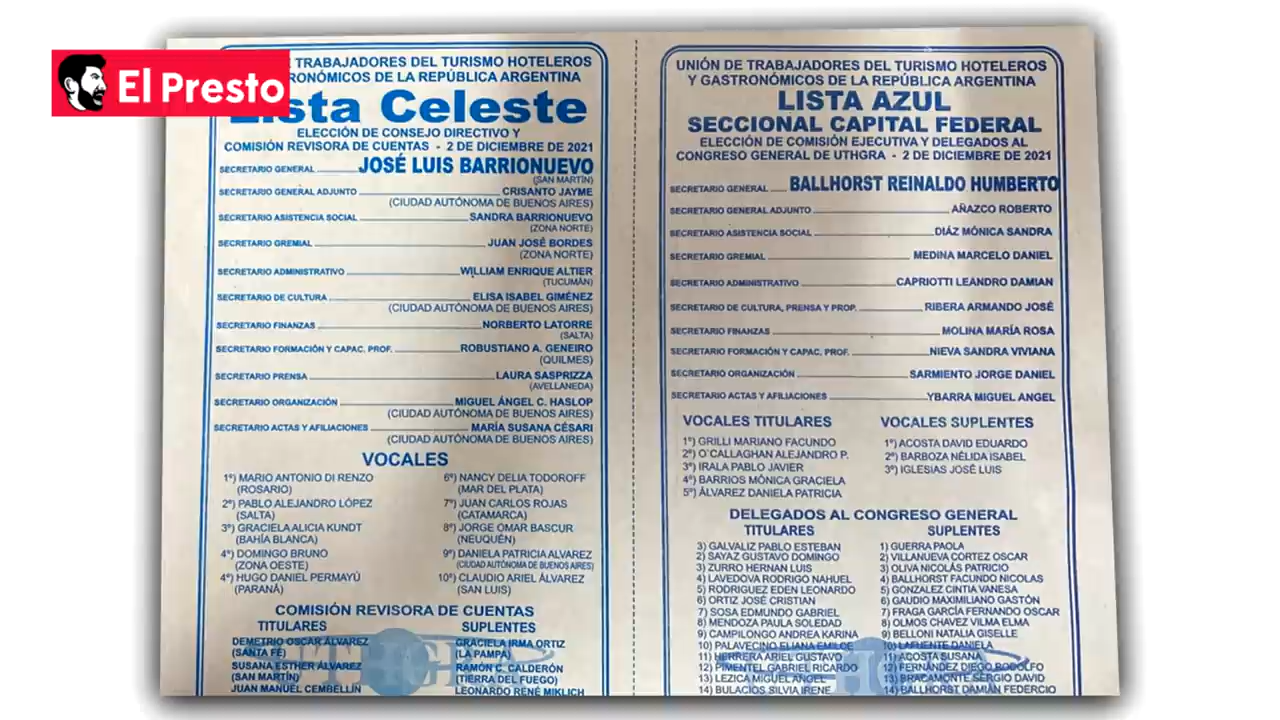 El Presto
E TRABAJADORES DEL TURISMO HOTELEROS
RONÓMICOS DE LA REPÚBLICA ARGENTINA
Lista Celeste
ELECCIÓN DE CONSEJO DIRECTIVO Y
COMISIÓN REVISORA DE CUENTAS - 2 DE DICIEMBRE DE 2021
SECRETARIO GENERAL JOSÉ LUIS BARRIONUEVO
(SAN MARTÍN)
SECRETARIO GENERAL ADJUNTO CRISANTO JAYME
(CIUDAD AUTÓNOMA DE BUENOS AIRES)
SECRETARIO ASISTENCIA SOCIAL SANDRA BARRIONUEVO
(ZONA NORTE)
SECRETARIO GREMIAL JUAN JOSÉ BORDES
(ZONA NORTE)
SECRETARIO ADMINISTRATIVO WILLIAM ENRIQUE ALTIER
(TUCUMÁN)
SECRETARIO DE CULTURA ELISA ISABEL GIMÉNEZ
(CIUDAD AUTÓNOMA DE BUENOS AIRES)
SECRETARIO FINANZAS NORBERTO LATORRE
(SALTA)
SECRETARIO FORMACIÓN Y CAPAC. PROF. ROBUSTIANO A. GENEIRO
(QUILMES)
SECRETARIO PRENSA LAURA SASPRIZZA
(AVELLANEDA)
SECRETARIO ORGANIZACIÓN MIGUEL ÁNGEL C. HASLOP
(CIUDAD AUTÓNOMA DE BUENOS AIRES)
SECRETARIO ACTAS Y AFILIACIONES MARÍA SUSANA CÉSARI
(CIUDAD AUTÓNOMA DE BUENOS AIRES)
VOCALES
1º) MARIO ANTONIO DI RENZO
(ROSARIO)
2º) PABLO ALEJANDRO LÓPEZ
(SALTA)
3º) GRACIELA ALICIA KUNDT
(BAHÍA BLANCA)
4º) DOMINGO BRUNO
(ZONA OESTE)
4º) HUGO DANIEL PERMAYÚ
(PARANÁ)
6º) NANCY DELIA TODOROFF
(MAR DEL PLATA)
7º) JUAN CARLOS ROJAS
(CATAMARCA)
8º) JORGE OMAR BASCUR
(NEUQUÉN)
9º) DANIELA PATRICIA ALVAREZ
(CIUDAD AUTÓNOMA DE BUENOS AIRES)
10º) CLAUDIO ARIEL ÁLVAREZ
(SAN LUIS)
COMISIÓN REVISORA DE CUENTAS
TITULARES
DEMETRIO OSCAR ÁLVAREZ
(SANTA FÉ)
SUSANA ESTHER ÁLVAREZ
(SAN MARTÍN)
JUAN MANUEL CEMBELLÍN
SUPLENTES
GRACIELA IRMA ORTIZ
(LA PAMPA)
RAMÓN C. CALDERÓN
(TIERRA DEL FUEGO)
LEONARDO RENÉ MIKLICH
UNIÓN DE TRABAJADORES DEL TURISMO HOTELEROS
Y GASTRONÓMICOS DE LA REPÚBLICA ARGENTINA
LISTA AZUL
SECCIONAL CAPITAL FEDERAL
ELECCIÓN DE COMISIÓN EJECUTIVA Y DELEGADOS AL
CONGRESO GENERAL DE UTHGRA - 2 DE DICIEMBRE DE 2021
SECRETARIO GENERAL BALLHORST REINALDO HUMBERTO
SECRETARIO GENERAL ADJUNTO AÑAZCO ROBERTO
SECRETARIO ASISTENCIA SOCIAL DIÁZ MÓNICA SANDRA
SECRETARIO GREMIAL MEDINA MARCELO DANIEL
SECRETARIO ADMINISTRATIVO CAPRIOTTI LEANDRO DAMIAN
SECRETARIO DE CULTURA, PRENSA Y PROP. RIBERA ARMANDO JOSÉ
SECRETARIO FINANZAS MOLINA MARÍA ROSA
SECRETARIO FORMACIÓN Y CAPAC. PROF. NIEVA SANDRA VIVIANA
SECRETARIO ORGANIZACIÓN SARMIENTO JORGE DANIEL
SECRETARIO ACTAS Y AFILIACIONES YBARRA MIGUEL ANGEL
VOCALES TITULARES
1º) GRILLI MARIANO FACUNDO
2º) O´CALLAGHAN ALEJANDRO P.
3º) IRALA PABLO JAVIER
4º) BARRIOS MÓNICA GRACIELA
5º) ÁLVAREZ DANIELA PATRICIA
VOCALES SUPLENTES
1º) ACOSTA DAVID EDUARDO
2º) BARBOZA NÉLIDA ISABEL
3º) IGLESIAS JOSÉ LUIS
DELEGADOS AL CONGRESO GENERAL
TITULARES
3) GALVALIZ PABLO ESTEBAN
2) SAYAZ GUSTAVO DOMINGO
3) ZURRO HERNAN LUIS
4) LAVEDOVA RODRIGO NAHUEL
5) RODRIGUEZ EDEN LEONARDO
6) ORTIZ JOSÉ CRISTIAN
7) SOSA EDMUNDO GABRIEL
8) MENDOZA PAULA SOLEDAD
9) CAMPILONGO ANDREA KARINA
10) PALAVECINO ELIANA EMILCE
11) HERRERA ARIEL GUSTAVO
12) PIMENTEL GABRIEL RICARDO
13) LEZICA MIGUEL ANGEL
14) BULACIOS SILVIA IRENE
SUPLENTES
1) GUERRA PAOLA
2) VILLANUEVA CORTEZ OSCAR
3) OLIVA NICOLÁS PATRICIO
4) BALLHORST FACUNDO NICOLAS
5) GONZALEZ CINTIA VANESA
6) GAUDIO MAXIMILIANO GASTÓN
7) FRAGA GARCÍA FERNANDO OSCAR
8) OLMOS CHAVEZ VILMA ELMA
9) BELLONI NATALIA GISELLE
10) LAFUENTE DANIELA
11) ACOSTA SUSANA
12) FERNÁNDEZ DIEGO RODOLFO
13) BRACAMONTE SERGIO DAVID
14) BALLHORST DAMIÁN FEDERCIO